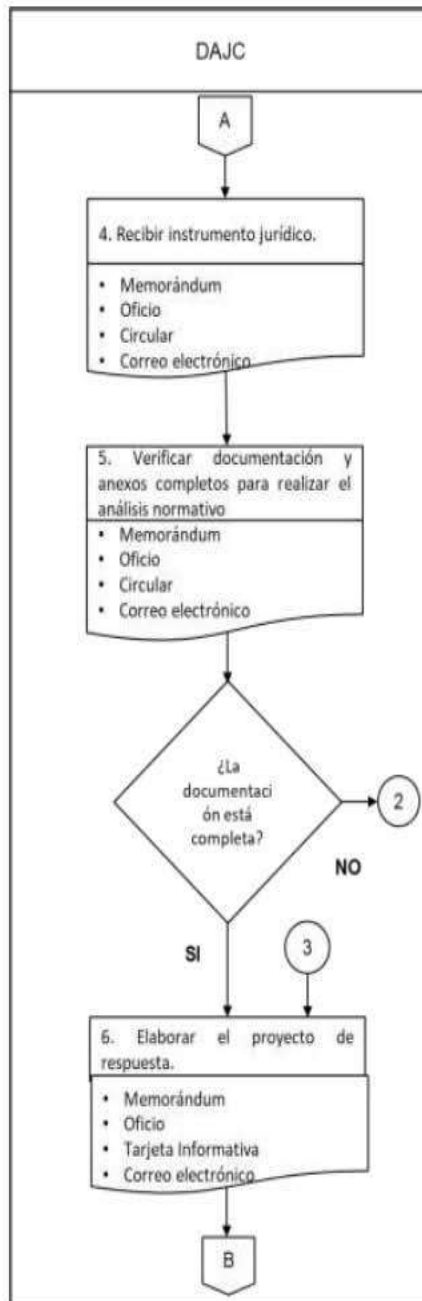 DAJC
A
4. Recibir instrumento jurídico.
• Memorándum
• Oficio
• Circular
• Correo electrónico
5. Verificar documentación y
anexos completos para realizar el
análisis normativo
• Memorándum
• Oficio
• Circular
• Correo electrónico
¿La
documentaci
ón está
completa?
2
NO
SI
3
6. Elaborar el proyecto de
respuesta.
• Memorándum
• Oficio
• Tarjeta Informativa
• Correo electrónico
B